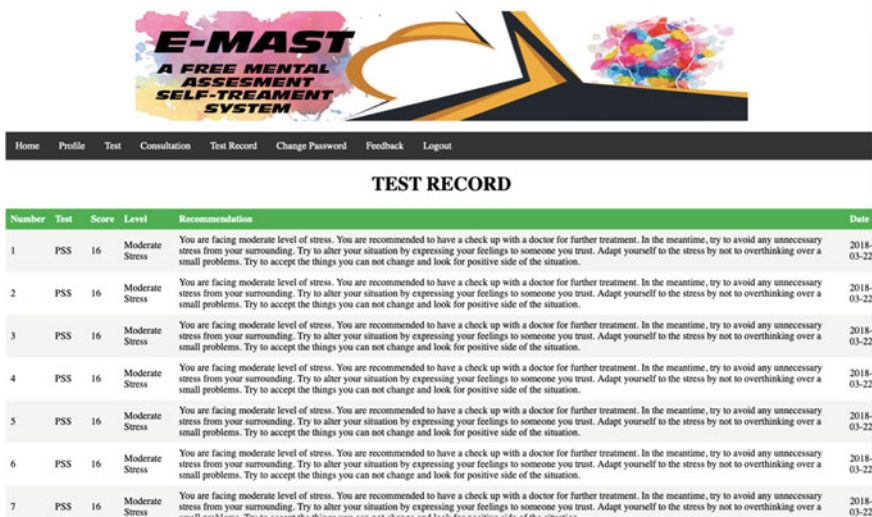 E-MAST
A FREE MENTAL
ASSESMENT
SELF-TREAMENT
SYSTEM
Home Profile Test Consultation Test Record Change Password Feedback Logout
TEST RECORD
Number Test Score Level Recommendation Date
1 PSS 16 Moderate Stress You are facing moderate level of stress. You are recommended to have a check up with a doctor for further treatment. In the meantime, try to avoid any unnecessary
stress from your surrounding. Try to alter your situation by expressing your feelings to someone you trust. Adapt yourself to the stress by not to overthinking over a
small problems. Try to accept the things you can not change and look for positive side of the situation. 2018-03-22
2 PSS 16 Moderate Stress You are facing moderate level of stress. You are recommended to have a check up with a doctor for further treatment. In the meantime, try to avoid any unnecessary
stress from your surrounding. Try to alter your situation by expressing your feelings to someone you trust. Adapt yourself to the stress by not to overthinking over a
small problems. Try to accept the things you can not change and look for positive side of the situation. 2018-03-22
3 PSS 16 Moderate Stress You are facing moderate level of stress. You are recommended to have a check up with a doctor for further treatment. In the meantime, try to avoid any unnecessary
stress from your surrounding. Try to alter your situation by expressing your feelings to someone you trust. Adapt yourself to the stress by not to overthinking over a
small problems. Try to accept the things you can not change and look for positive side of the situation. 2018-03-22
4 PSS 16 Moderate Stress You are facing moderate level of stress. You are recommended to have a check up with a doctor for further treatment. In the meantime, try to avoid any unnecessary
stress from your surrounding. Try to alter your situation by expressing your feelings to someone you trust. Adapt yourself to the stress by not to overthinking over a
small problems. Try to accept the things you can not change and look for positive side of the situation. 2018-03-22
5 PSS 16 Moderate Stress You are facing moderate level of stress. You are recommended to have a check up with a doctor for further treatment. In the meantime, try to avoid any unnecessary
stress from your surrounding. Try to alter your situation by expressing your feelings to someone you trust. Adapt yourself to the stress by not to overthinking over a
small problems. Try to accept the things you can not change and look for positive side of the situation. 2018-03-22
6 PSS 16 Moderate Stress You are facing moderate level of stress. You are recommended to have a check up with a doctor for further treatment. In the meantime, try to avoid any unnecessary
stress from your surrounding. Try to alter your situation by expressing your feelings to someone you trust. Adapt yourself to the stress by not to overthinking over a
small problems. Try to accept the things you can not change and look for positive side of the situation. 2018-03-22
7 PSS 16 Moderate Stress You are facing moderate level of stress. You are recommended to have a check up with a doctor for further treatment. In the meantime, try to avoid any unnecessary
stress from your surrounding. Try to alter your situation by expressing your feelings to someone you trust. Adapt yourself to the stress by not to overthinking over a
small problems. Try to accept the things you can not change and look for positive side of the situation. 2018-03-22